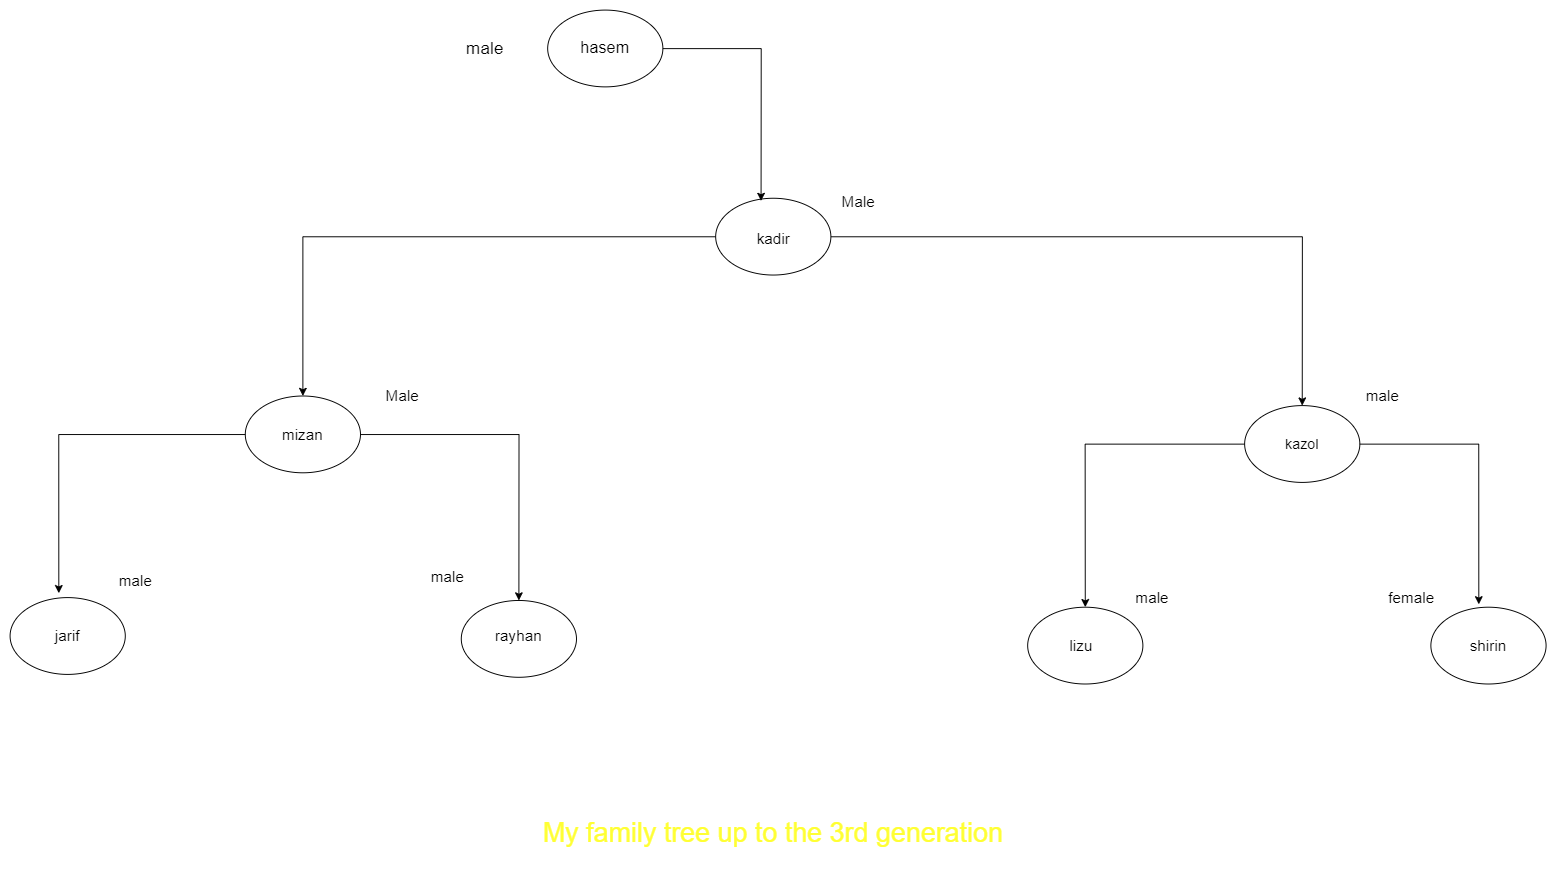 male
hasem
Male
kadir
Male
mizan
male
kazol
male
jarif
male
rayhan
male
lizu
female
shirin
My family tree up to the 3rd generation